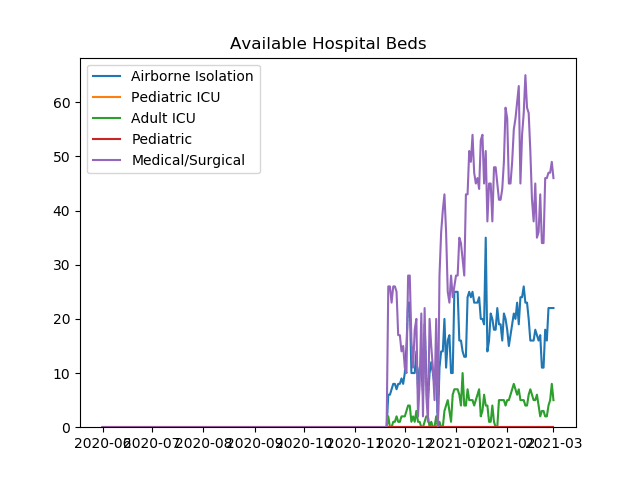 Available Hospital Beds
Airborne Isolation
Pediatric ICU
Adult ICU
Pediatric
Medical/Surgical
60
50
40
30
20
10
0
2020-06 2020-07 2020-08 2020-09 2020-10 2020-11 2020-12 2021-01 2021-02 2021-03